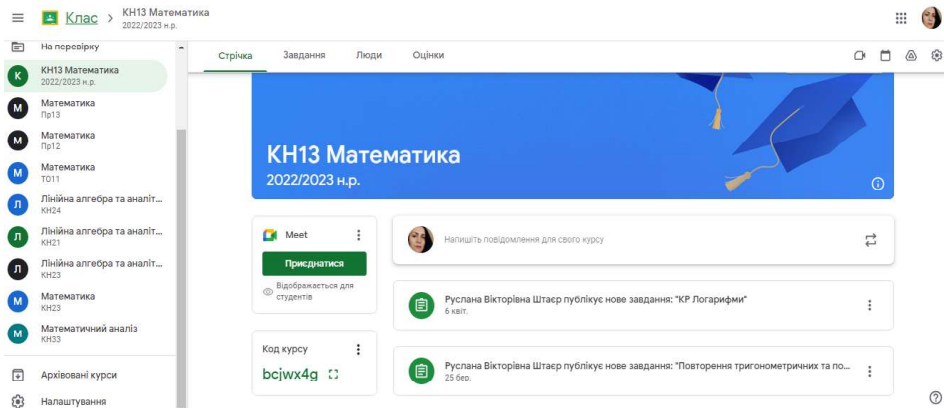 Клас > КН13 Математика
2022/2023 н.р.
На перевірку
К КН13 Математика
2022/2023 н.р.
М Математика
Пр13
М Математика
Пр12
М Математика
ТО11
Л Лінійна алгебра та аналіт...
КН24
Л Лінійна алгебра та аналіт...
КН21
Л Лінійна алгебра та аналіт...
КН23
М Математика
КН23
М Математичний аналіз
КН33
Архівовані курси
Налаштування
Стрічка Завдання Люди Оцінки
КН13 Математика
2022/2023 н.р.
Meet
Приєднатися
Відображається для
студентів
Код курсу
bcjwx4g
Напишіть повідомлення для свого курсу
Руслана Вікторівна Штаєр публікує нове завдання: "КР Логарифми"
6 квіт.
Руслана Вікторівна Штаєр публікує нове завдання: "Повторення тригонометричних та по...
25 бер.